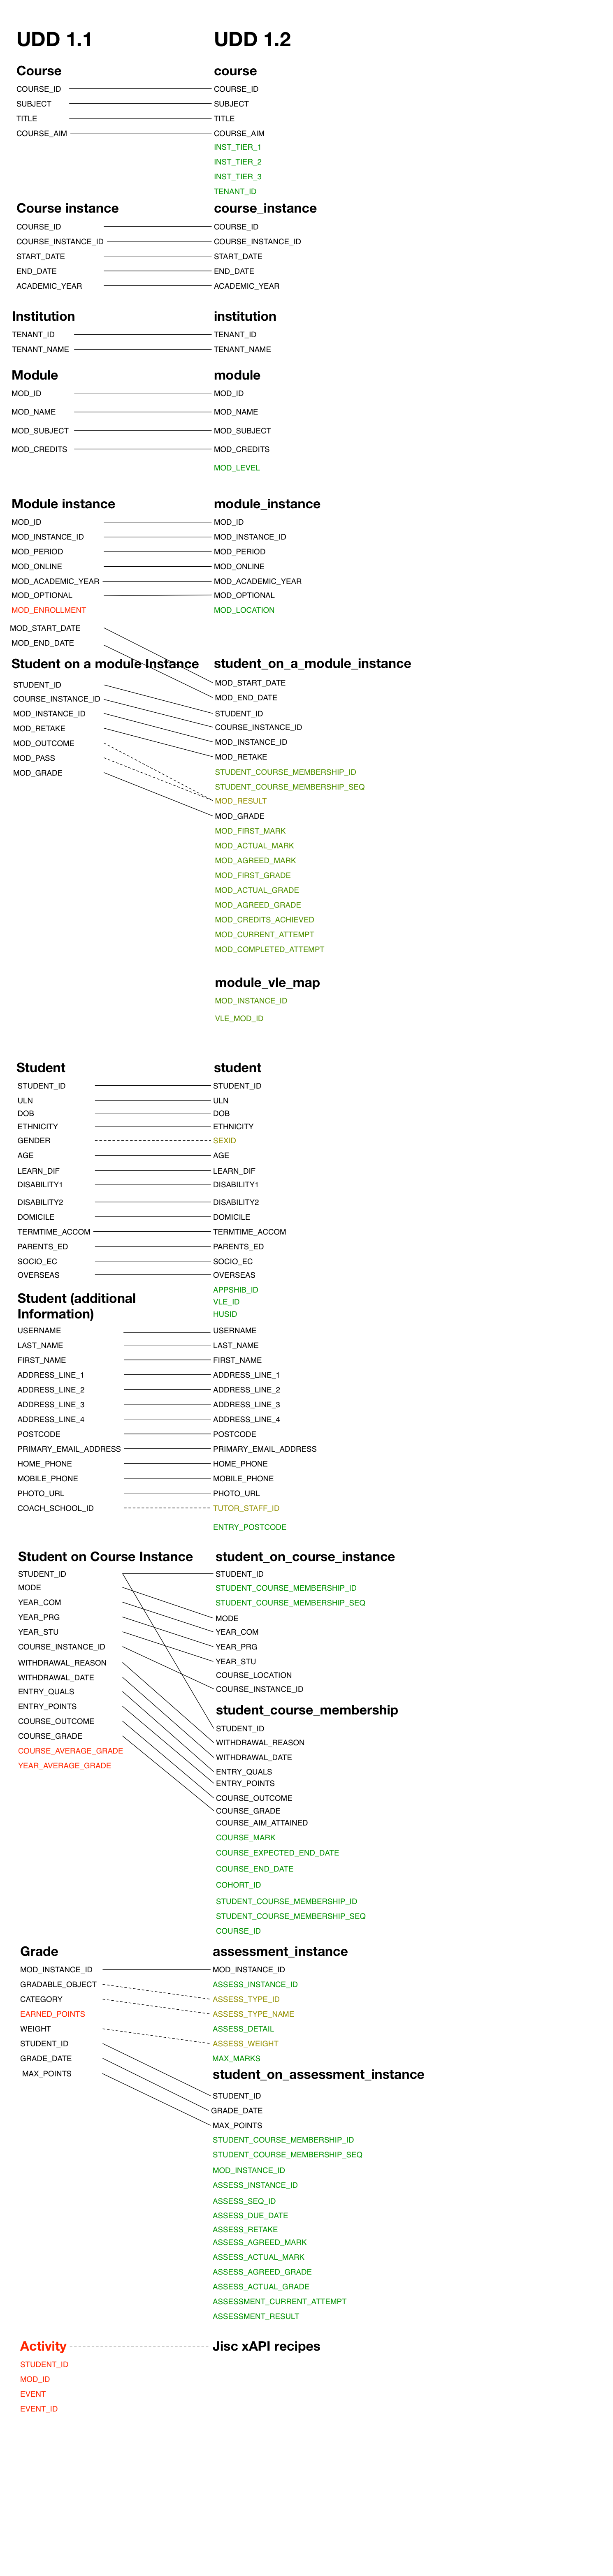 UDD 1.1 UDD 1.2
Course course
COURSE_ID COURSE_ID
SUBJECT SUBJECT
TITLE TITLE
COURSE_AIM COURSE_AIM
INST_TIER_1
INST_TIER_2
INST_TIER_3
TENANT_ID
Course instance course_instance
COURSE_ID COURSE_ID
COURSE_INSTANCE_ID COURSE_INSTANCE_ID
START_DATE START_DATE
END_DATE END_DATE
ACADEMIC_YEAR ACADEMIC_YEAR
Institution institution
TENANT_ID TENANT_ID
TENANT_NAME TENANT_NAME
Module module
MOD_ID MOD_ID
MOD_NAME MOD_NAME
MOD_SUBJECT MOD_SUBJECT
MOD_CREDITS MOD_CREDITS
MOD_LEVEL
Module instance module_instance
MOD_ID MOD_ID
MOD_INSTANCE_ID MOD_INSTANCE_ID
MOD_PERIOD MOD_PERIOD
MOD_ONLINE MOD_ONLINE
MOD_ACADEMIC_YEAR MOD_ACADEMIC_YEAR
MOD_OPTIONAL MOD_OPTIONAL
MOD_ENROLLMENT MOD_LOCATION
MOD_START_DATE
MOD_END_DATE
Student on a module Instance student_on_a_module_instance
STUDENT_ID MOD_START_DATE
COURSE_INSTANCE_ID MOD_END_DATE
MOD_INSTANCE_ID STUDENT_ID
MOD_RETAKE COURSE_INSTANCE_ID
MOD_OUTCOME MOD_INSTANCE_ID
MOD_PASS MOD_RETAKE
MOD_GRADE STUDENT_COURSE_MEMBERSHIP_ID
STUDENT_COURSE_MEMBERSHIP_SEQ
MOD_RESULT
MOD_GRADE
MOD_FIRST_MARK
MOD_ACTUAL_MARK
MOD_AGREED_MARK
MOD_FIRST_GRADE
MOD_ACTUAL_GRADE
MOD_AGREED_GRADE
MOD_CREDITS_ACHIEVED
MOD_CURRENT_ATTEMPT
MOD_COMPLETED_ATTEMPT
module_vle_map
MOD_INSTANCE_ID
VLE_MOD_ID
Student student
STUDENT_ID STUDENT_ID
ULN ULN
DOB DOB
ETHNICITY ETHNICITY
GENDER SEXID
AGE AGE
LEARN_DIF LEARN_DIF
DISABILITY1 DISABILITY1
DISABILITY2 DISABILITY2
DOMICILE DOMICILE
TERMTIME_ACCOM TERMTIME_ACCOM
PARENTS_ED PARENTS_ED
SOCIO_EC SOCIO_EC
OVERSEAS OVERSEAS
APPSHIB_ID
Student (additional VLE_ID
Information) HUSID
USERNAME USERNAME
LAST_NAME LAST_NAME
FIRST_NAME FIRST_NAME
ADDRESS_LINE_1 ADDRESS_LINE_1
ADDRESS_LINE_2 ADDRESS_LINE_2
ADDRESS_LINE_3 ADDRESS_LINE_3
ADDRESS_LINE_4 ADDRESS_LINE_4
POSTCODE POSTCODE
PRIMARY_EMAIL_ADDRESS PRIMARY_EMAIL_ADDRESS
HOME_PHONE HOME_PHONE
MOBILE_PHONE MOBILE_PHONE
PHOTO_URL PHOTO_URL
COACH_SCHOOL_ID TUTOR_STAFF_ID
ENTRY_POSTCODE
Student on Course Instance student_on_course_instance
STUDENT_ID STUDENT_ID
MODE STUDENT_COURSE_MEMBERSHIP_ID
YEAR_COM STUDENT_COURSE_MEMBERSHIP_SEQ
YEAR_PRG MODE
YEAR_STU YEAR_COM
COURSE_INSTANCE_ID YEAR_PRG
WITHDRAWAL_REASON YEAR_STU
WITHDRAWAL_DATE COURSE_LOCATION
ENTRY_QUALS COURSE_INSTANCE_ID
ENTRY_POINTS student_course_membership
COURSE_OUTCOME STUDENT_ID
COURSE_GRADE WITHDRAWAL_REASON
COURSE_AVERAGE_GRADE WITHDRAWAL_DATE
YEAR_AVERAGE_GRADE ENTRY_QUALS
ENTRY_POINTS
COURSE_OUTCOME
COURSE_GRADE
COURSE_AIM_ATTAINED
COURSE_MARK
COURSE_EXPECTED_END_DATE
COURSE_END_DATE
COHORT_ID
STUDENT_COURSE_MEMBERSHIP_ID
STUDENT_COURSE_MEMBERSHIP_SEQ
COURSE_ID
Grade assessment_instance
MOD_INSTANCE_ID MOD_INSTANCE_ID
GRADABLE_OBJECT ASSESS_INSTANCE_ID
CATEGORY ASSESS_TYPE_ID
EARNED_POINTS ASSESS_TYPE_NAME
WEIGHT ASSESS_DETAIL
STUDENT_ID ASSESS_WEIGHT
GRADE_DATE MAX_MARKS
MAX_POINTS student_on_assessment_instance
STUDENT_ID
GRADE_DATE
MAX_POINTS
STUDENT_COURSE_MEMBERSHIP_ID
STUDENT_COURSE_MEMBERSHIP_SEQ
MOD_INSTANCE_ID
ASSESS_INSTANCE_ID
ASSESS_SEQ_ID
ASSESS_DUE_DATE
ASSESS_RETAKE
ASSESS_AGREED_MARK
ASSESS_ACTUAL_MARK
ASSESS_AGREED_GRADE
ASSESS_ACTUAL_GRADE
ASSESSMENT_CURRENT_ATTEMPT
ASSESSMENT_RESULT
Activity Jisc xAPI recipes
STUDENT_ID
MOD_ID
EVENT
EVENT_ID